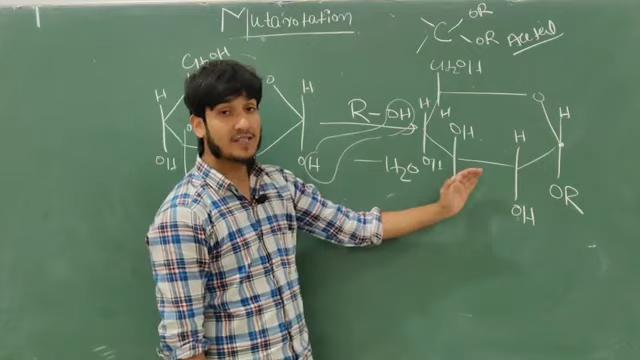 Mutarotation
OR
C
OR Acetal
CH2OH
O
H
H
OH
OH
R-OH
-H2O
CH2OH
O
H
H
H
OH
H
OH
OH
OR